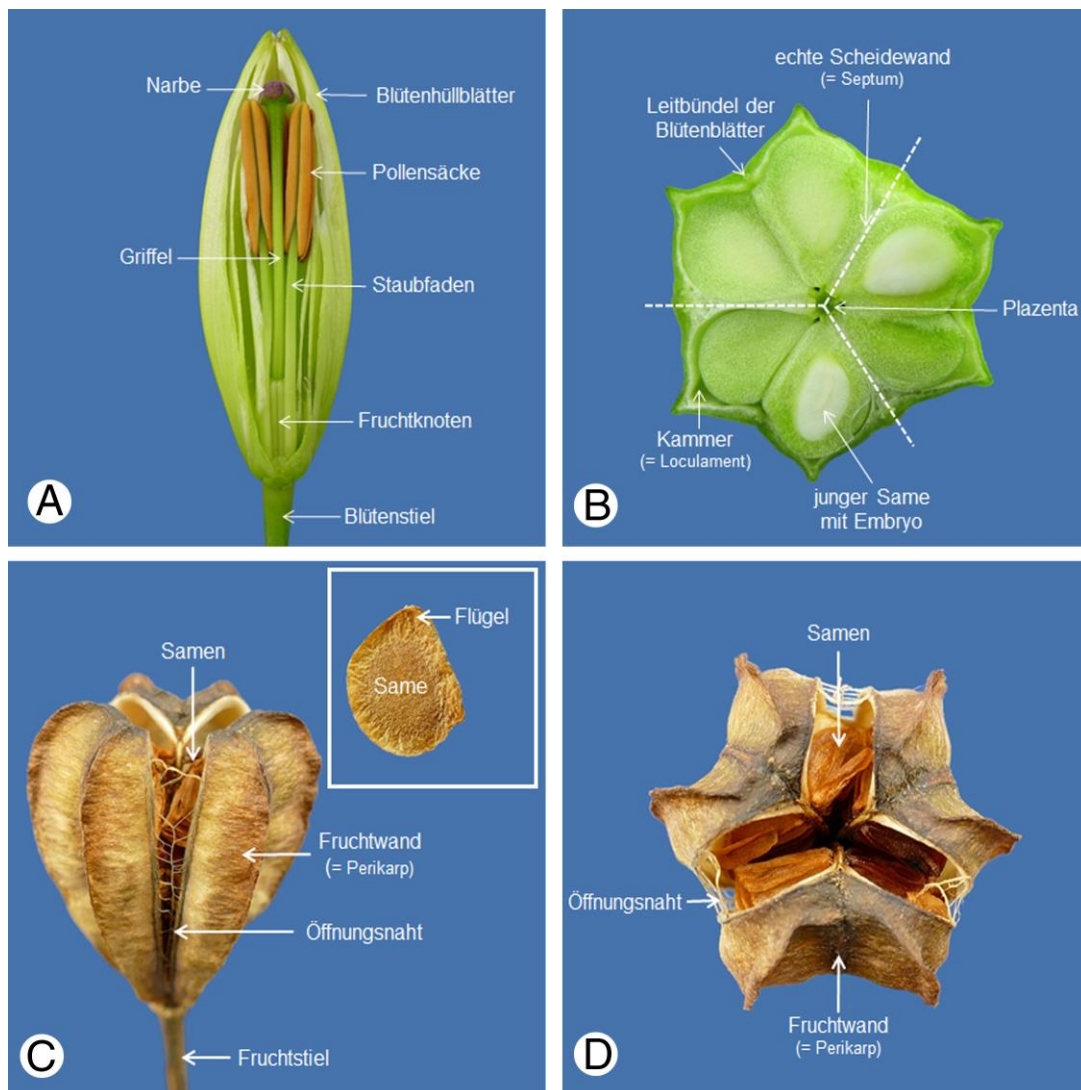 Narbe
Blütenhüllblätter
Pollensäcke
Griffel
Staubfaden
Fruchtknoten
Blütenstiel
A
echte Scheidewand
(= Septum)
Leitbündel der
Blütenblätter
Plazenta
Kammer
(= Loculament)
junger Same
mit Embryo
B
Flügel
Same
Samen
Fruchtwand
(= Perikarp)
Öffnungsnaht
Fruchtstiel
C
Samen
Öffnungsnaht
Fruchtwand
(= Perikarp)
D